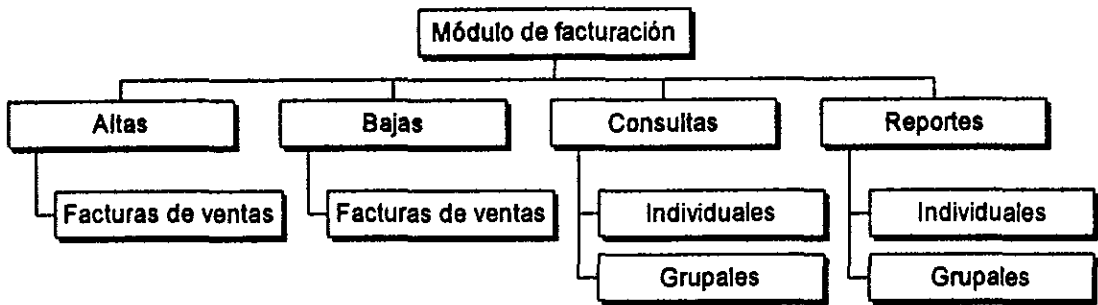 Módulo de facturación
Altas
Bajas
Consultas
Reportes
Facturas de ventas
Facturas de ventas
Individuales
Individuales
Grupales
Grupales